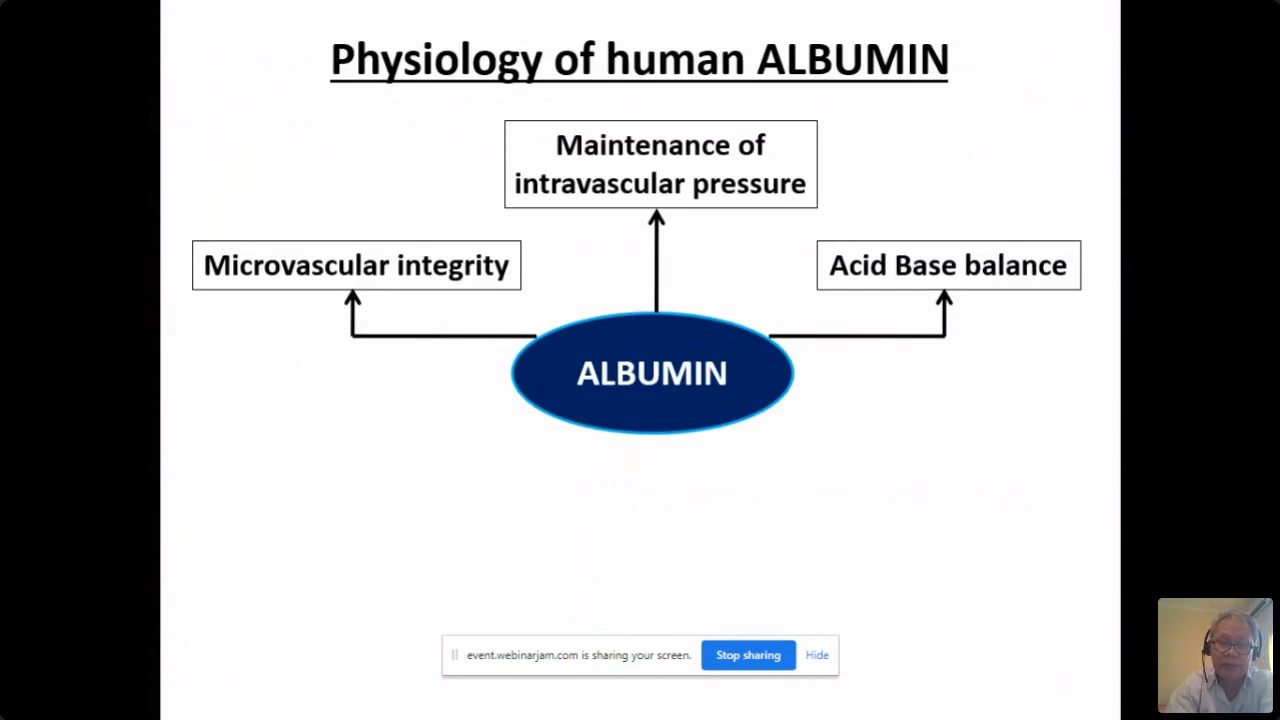 Physiology of human ALBUMIN
Maintenance of
intravascular pressure
Microvascular integrity
Acid Base balance
ALBUMIN
event.webinarjam.com is sharing your screen.
Stop sharing
Hide